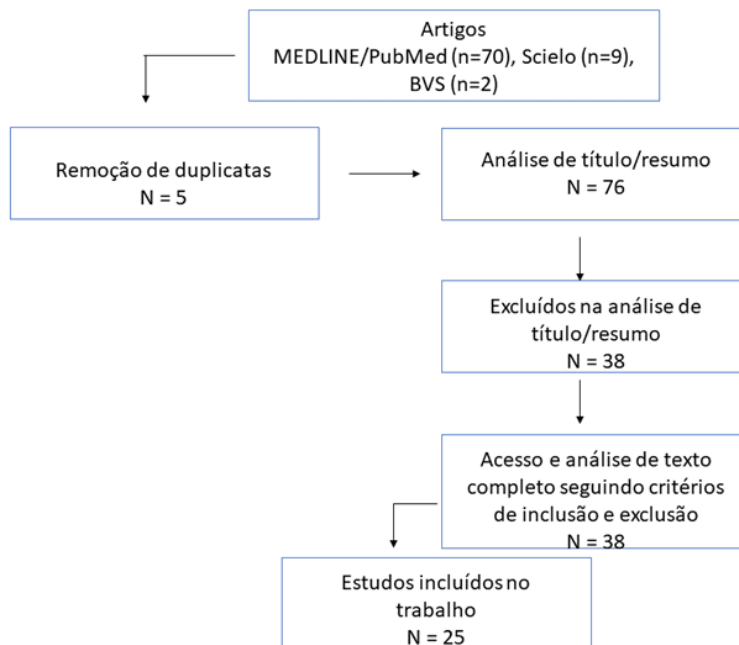 Artigos
MEDLINE/PubMed (n=70), Scielo (n=9),
BVS (n=2)
Remoção de duplicatas
N = 5
Análise de título/resumo
N = 76
Excluídos na análise de
título/resumo
N = 38
Acesso e análise de texto
completo seguindo critérios
de inclusão e exclusão
N = 38
Estudos incluídos no
trabalho
N = 25